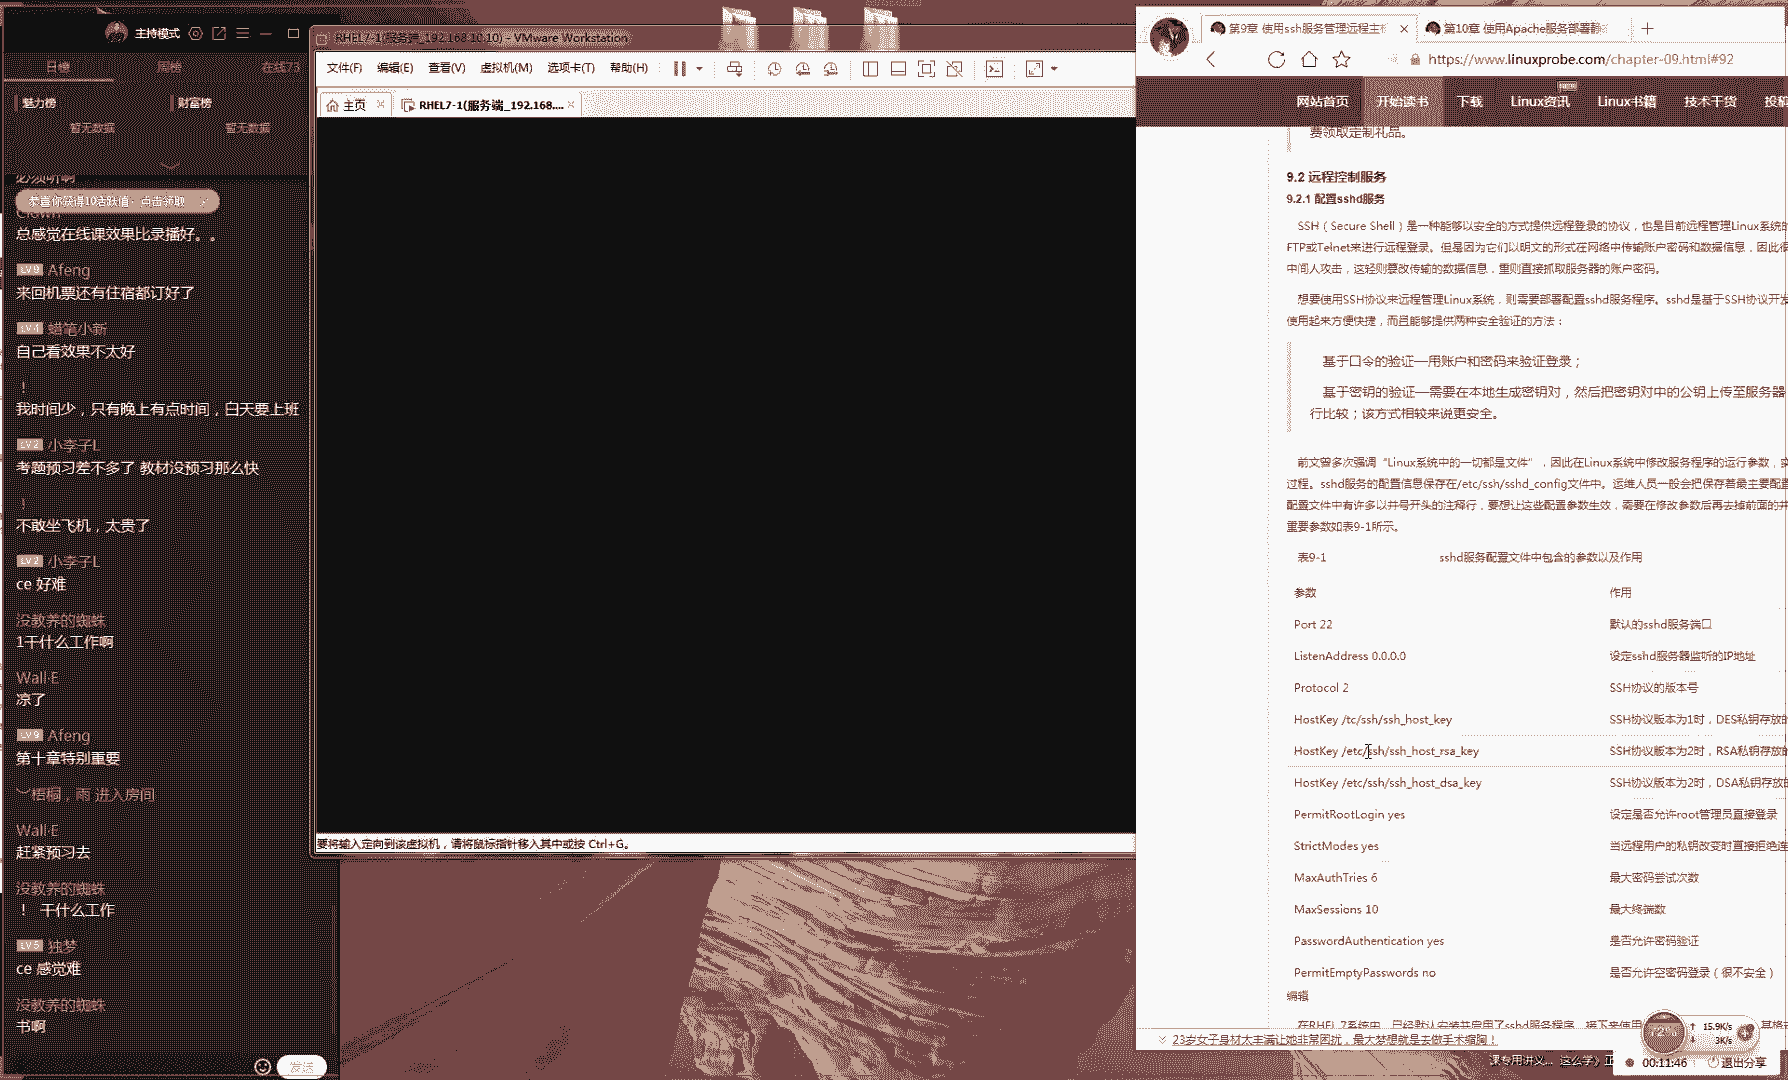 主持模式
日榜 周榜 在线73
魅力榜 财富榜
暂无数据 暂无数据
恭喜你获得10活跃值，点击领取
Clown
总感觉在线课效果比录播好。。
LV9 Afeng
来回机票还有住宿都订好了
LV4 蜡笔小新
自己看效果不太好
！
我时间少，只有晚上有点时间，白天要上班
LV2 小李子L
考题预习差不多了 教材没预习那么快
！
不敢坐飞机，太贵了
LV2 小李子L
ce 好难
没教养的蜘蛛
1干什么工作啊
Wall·E
凉了
LV9 Afeng
第十章特别重要
梧桐，雨 进入房间
Wall·E
赶紧预习去
没教养的蜘蛛
！ 干什么工作
LV5 独梦
ce 感觉难
没教养的蜘蛛
书啊
发送
RHEL7-1(服务端_192.168.10.10) - VMware Workstation
文件(F) 编辑(E) 查看(V) 虚拟机(M) 选项卡(T) 帮助(H)
主页 RHEL7-1(服务端_192.168....
要将输入定向到该虚拟机，请将鼠标指针移入其中或按 Ctrl+G。
第9章 使用ssh服务管理远程主 第10章 使用Apache服务部署静
https://www.linuxprobe.com/chapter-09.html#92
网站首页 开始读书 下载 Linux资讯 Linux书籍 技术干货 投稿
要领取定制礼品。
9.2 远程控制服务
9.2.1 配置sshd服务
SSH（Secure Shell）是一种能够以安全的方式提供远程登录的协议，也是目前远程管理Linux系统的
FTP或Telnet来进行远程登录。但是因为它们以明文的形式在网络中传输账户密码和数据信息，因此很
中间人攻击，这轻则篡改传输的数据信息，重则直接抓取服务器的账户密码。
想要使用SSH协议来远程管理Linux系统，则需要部署配置sshd服务程序。sshd是基于SSH协议开发
使用起来方便快捷，而且能够提供两种安全验证的方法：
基于口令的验证—用账户和密码来验证登录；
基于密钥的验证—需要在本地生成密钥对，然后把密钥对中的公钥上传至服务器
行比较；该方式相较来说更安全。
前文曾多次强调“Linux系统中的一切都是文件”，因此在Linux系统中修改服务程序的运行参数，实
过程。sshd服务的配置信息保存在/etc/ssh/sshd_config文件中。运维人员一般会把保存着最主要配置
配置文件中有许多以井号开头的注释行，要想让这些配置参数生效，需要在修改参数后再去掉前面的井
重要参数如表9-1所示。
表9-1 sshd服务配置文件中包含的参数以及作用
参数 作用
Port 22 默认的sshd服务端口
ListenAddress 0.0.0.0 设定sshd服务器监听的IP地址
Protocol 2 SSH协议的版本号
HostKey /tc/ssh/ssh_host_key SSH协议版本为1时，DES私钥存放的
HostKey /etc/ssh/ssh_host_rsa_key SSH协议版本为2时，RSA私钥存放的
HostKey /etc/ssh/ssh_host_dsa_key SSH协议版本为2时，DSA私钥存放的
PermitRootLogin yes 设定是否允许root管理员直接登录
StrictModes yes 当远程用户的私钥改变时直接拒绝连
MaxAuthTries 6 最大密码尝试次数
MaxSessions 10 最大终端数
PasswordAuthentication yes 是否允许密码验证
PermitEmptyPasswords no 是否允许空密码登录（很不安全）
编辑
在RHEL 7系统中，已经默认安装并启用了sshd服务程序。接下来使用
23岁女子身材太丰满让她非常困扰，最大梦想就是去做手术缩胸！
72%
15.9K/s
3K/s
00:11:46 退出分享